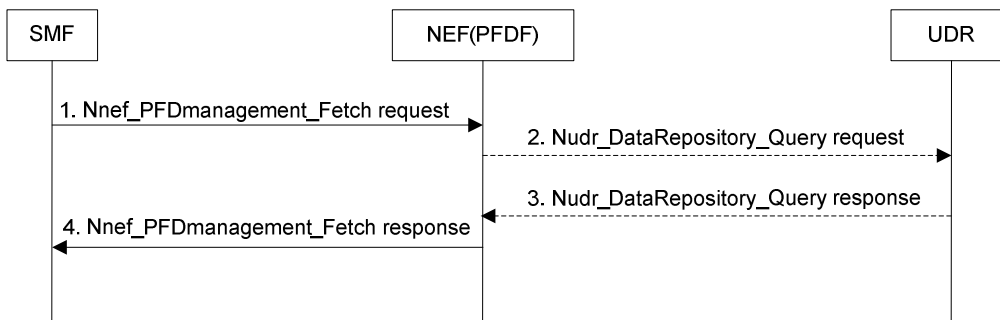 SMF
NEF(PFDF)
UDR
1. Nnef_PFDmanagement_Fetch request
2. Nudr_DataRepository_Query request
3. Nudr_DataRepository_Query response
4. Nnef_PFDmanagement_Fetch response